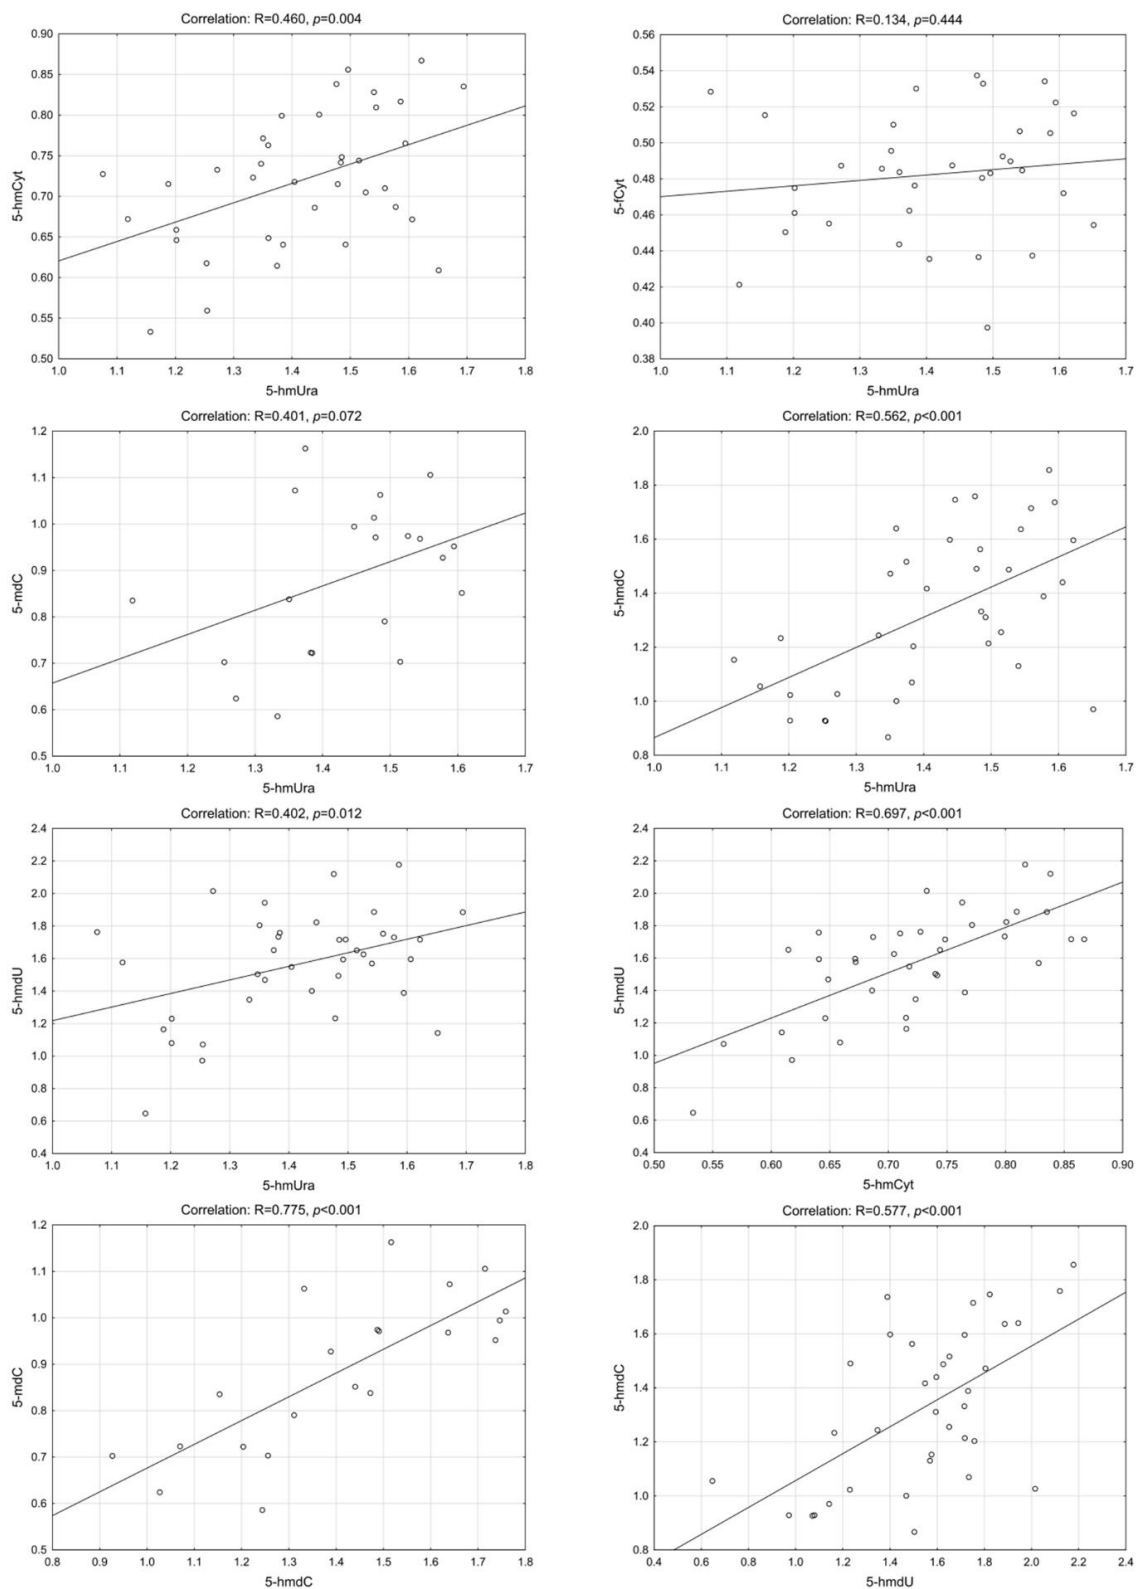 Correlation: R=0.460, p=0.004
0.90
0.85
0.80
0.75
0.70
0.65
0.60
0.55
0.50
5-hmCyt
1.0 1.1 1.2 1.3 1.4 1.5 1.6 1.7 1.8
5-hmUra
Correlation: R=0.134, p=0.444
0.56
0.54
0.52
0.50
0.48
0.46
0.44
0.42
0.40
0.38
5-fCyt
1.0 1.1 1.2 1.3 1.4 1.5 1.6 1.7
5-hmUra
Correlation: R=0.401, p=0.072
1.2
1.1
1.0
0.9
0.8
0.7
0.6
0.5
5-mdC
1.0 1.1 1.2 1.3 1.4 1.5 1.6 1.7
5-hmUra
Correlation: R=0.562, p<0.001
2.0
1.8
1.6
1.4
1.2
1.0
0.8
5-hmdC
1.0 1.1 1.2 1.3 1.4 1.5 1.6 1.7
5-hmUra
Correlation: R=0.402, p=0.012
2.4
2.2
2.0
1.8
1.6
1.4
1.2
1.0
0.8
0.6
0.4
5-hmdU
1.0 1.1 1.2 1.3 1.4 1.5 1.6 1.7 1.8
5-hmUra
Correlation: R=0.697, p<0.001
2.4
2.2
2.0
1.8
1.6
1.4
1.2
1.0
0.8
0.6
0.4
5-hmdU
0.50 0.55 0.60 0.65 0.70 0.75 0.80 0.85 0.90
5-hmCyt
Correlation: R=0.775, p<0.001
1.2
1.1
1.0
0.9
0.8
0.7
0.6
0.5
5-mdC
0.8 0.9 1.0 1.1 1.2 1.3 1.4 1.5 1.6 1.7 1.8
5-hmdC
Correlation: R=0.577, p<0.001
2.0
1.8
1.6
1.4
1.2
1.0
0.8
5-hmdC
0.4 0.6 0.8 1.0 1.2 1.4 1.6 1.8 2.0 2.2 2.4
5-hmdU